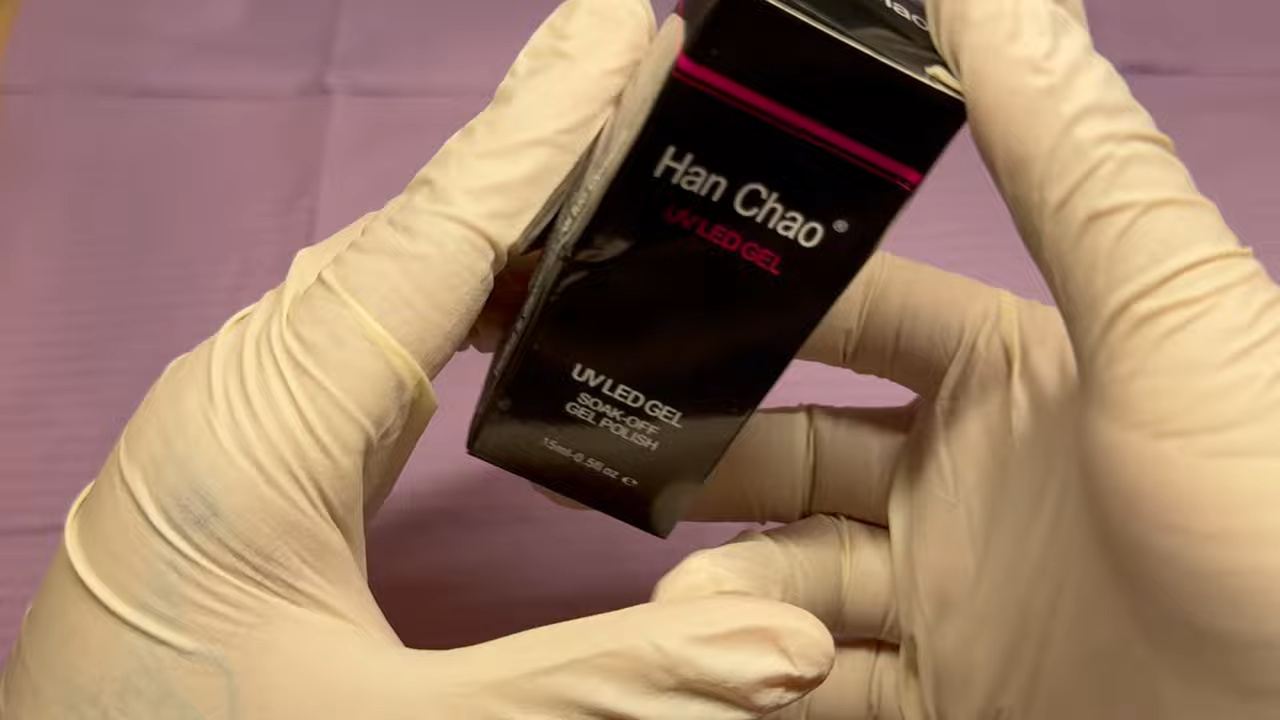 Han Chao ®
UV LED GEL
UV LED GEL
SOAK-OFF
GEL POLISH
15ml-0.5fl oz